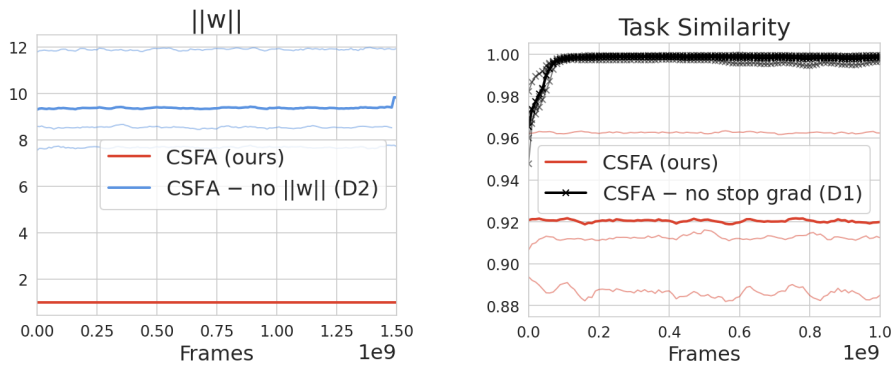 ||w||
12
10
8
6
4
2
CSFA (ours)
CSFA − no ||w|| (D2)
0.00 0.25 0.50 0.75 1.00 1.25 1.50
Frames 1e9
Task Similarity
1.00
0.98
0.96
0.94
0.92
0.90
0.88
CSFA (ours)
CSFA − no stop grad (D1)
0.0 0.2 0.4 0.6 0.8 1.0
Frames 1e9